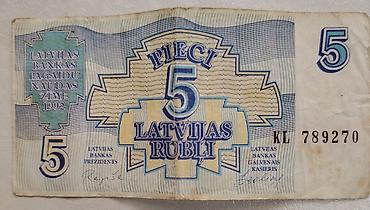 LATVIJAS
BANKAS
PAGAIDU
NAUDAS
ZĪME
1992
PIECI
5
5
LATVIJAS
RUBĻI
KL 789270
5
LATVIJAS
BANKAS
PREZIDENTS
LATVIJAS
BANKAS
GALVENAIS
KASIERIS